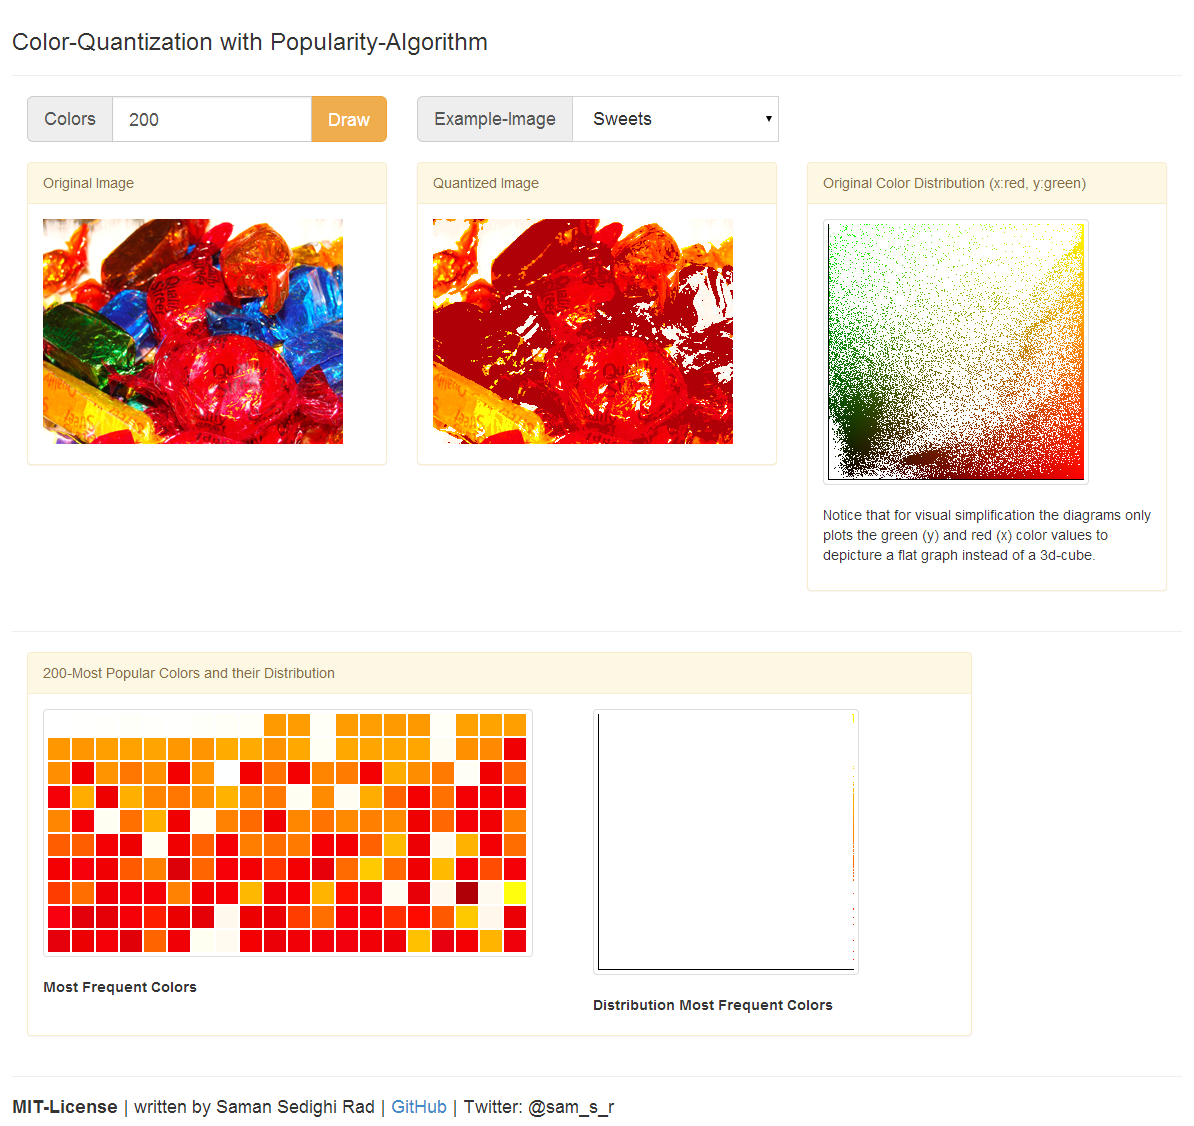 Color-Quantization with Popularity-Algorithm
Colors 200 Draw Example-Image Sweets
Original Image Quantized Image Original Color Distribution (x:red, y:green)
Notice that for visual simplification the diagrams only
plots the green (y) and red (x) color values to
depicture a flat graph instead of a 3d-cube.
200-Most Popular Colors and their Distribution
Most Frequent Colors
Distribution Most Frequent Colors
MIT-License | written by Saman Sedighi Rad | GitHub | Twitter: @sam_s_r